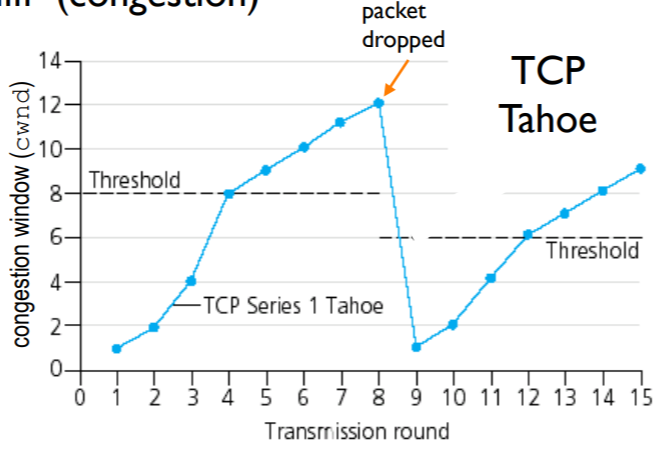 (congestion)
packet
dropped
TCP
Tahoe
congestion window (cwnd)
14
12
10
8
6
4
2
0
Threshold
Threshold
TCP Series 1 Tahoe
0 1 2 3 4 5 6 7 8 9 10 11 12 13 14 15
Transmission round